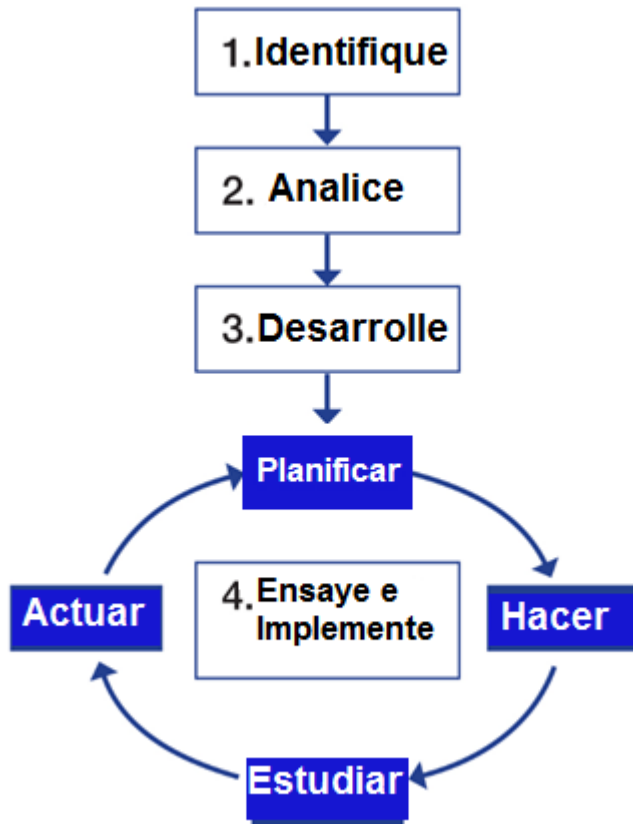 1. Identifique
2. Analice
3. Desarrolle
Planificar
Actuar
4. Ensaye e
Implemente
Hacer
Estudiar